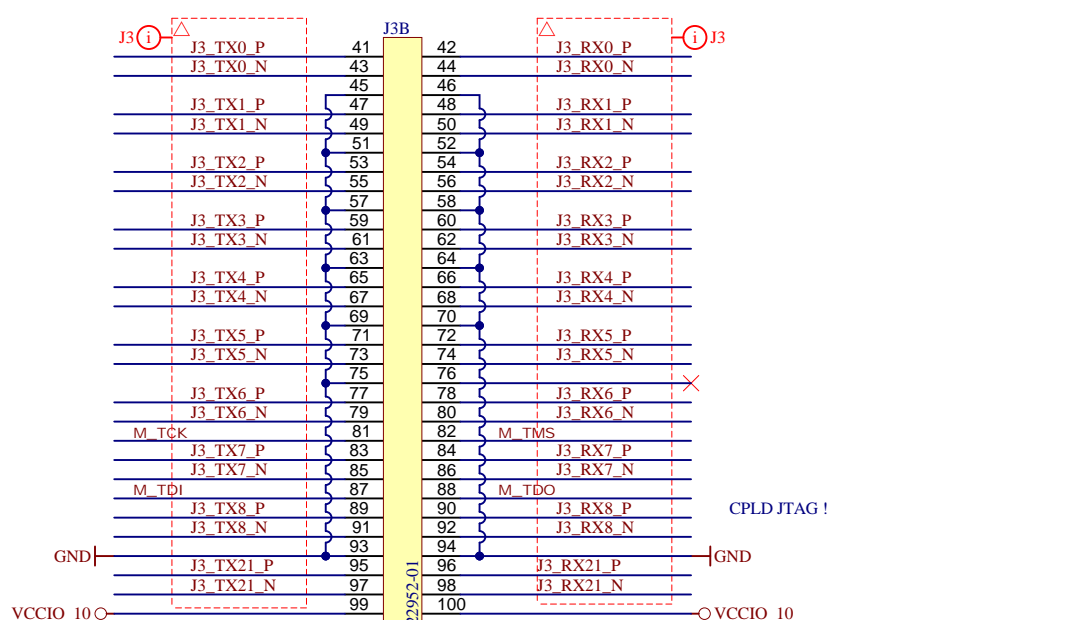 J3B
J3 i i J3
J3_TX0_P 41 42 J3_RX0_P
J3_TX0_N 43 44 J3_RX0_N
45 46
J3_TX1_P 47 48 J3_RX1_P
J3_TX1_N 49 50 J3_RX1_N
51 52
J3_TX2_P 53 54 J3_RX2_P
J3_TX2_N 55 56 J3_RX2_N
57 58
J3_TX3_P 59 60 J3_RX3_P
J3_TX3_N 61 62 J3_RX3_N
63 64
J3_TX4_P 65 66 J3_RX4_P
J3_TX4_N 67 68 J3_RX4_N
69 70
J3_TX5_P 71 72 J3_RX5_P
J3_TX5_N 73 74 J3_RX5_N
75 76
J3_TX6_P 77 78 J3_RX6_P
J3_TX6_N 79 80 J3_RX6_N
M_TCK 81 82 M_TMS
J3_TX7_P 83 84 J3_RX7_P
J3_TX7_N 85 86 J3_RX7_N
M_TDI 87 88 M_TDO
J3_TX8_P 89 90 J3_RX8_P CPLD JTAG !
J3_TX8_N 91 92 J3_RX8_N
GND 93 94 GND
J3_TX21_P 95 96 J3_RX21_P
J3_TX21_N 97 98 J3_RX21_N
VCCIO_10 99 100 VCCIO_10
22952-01